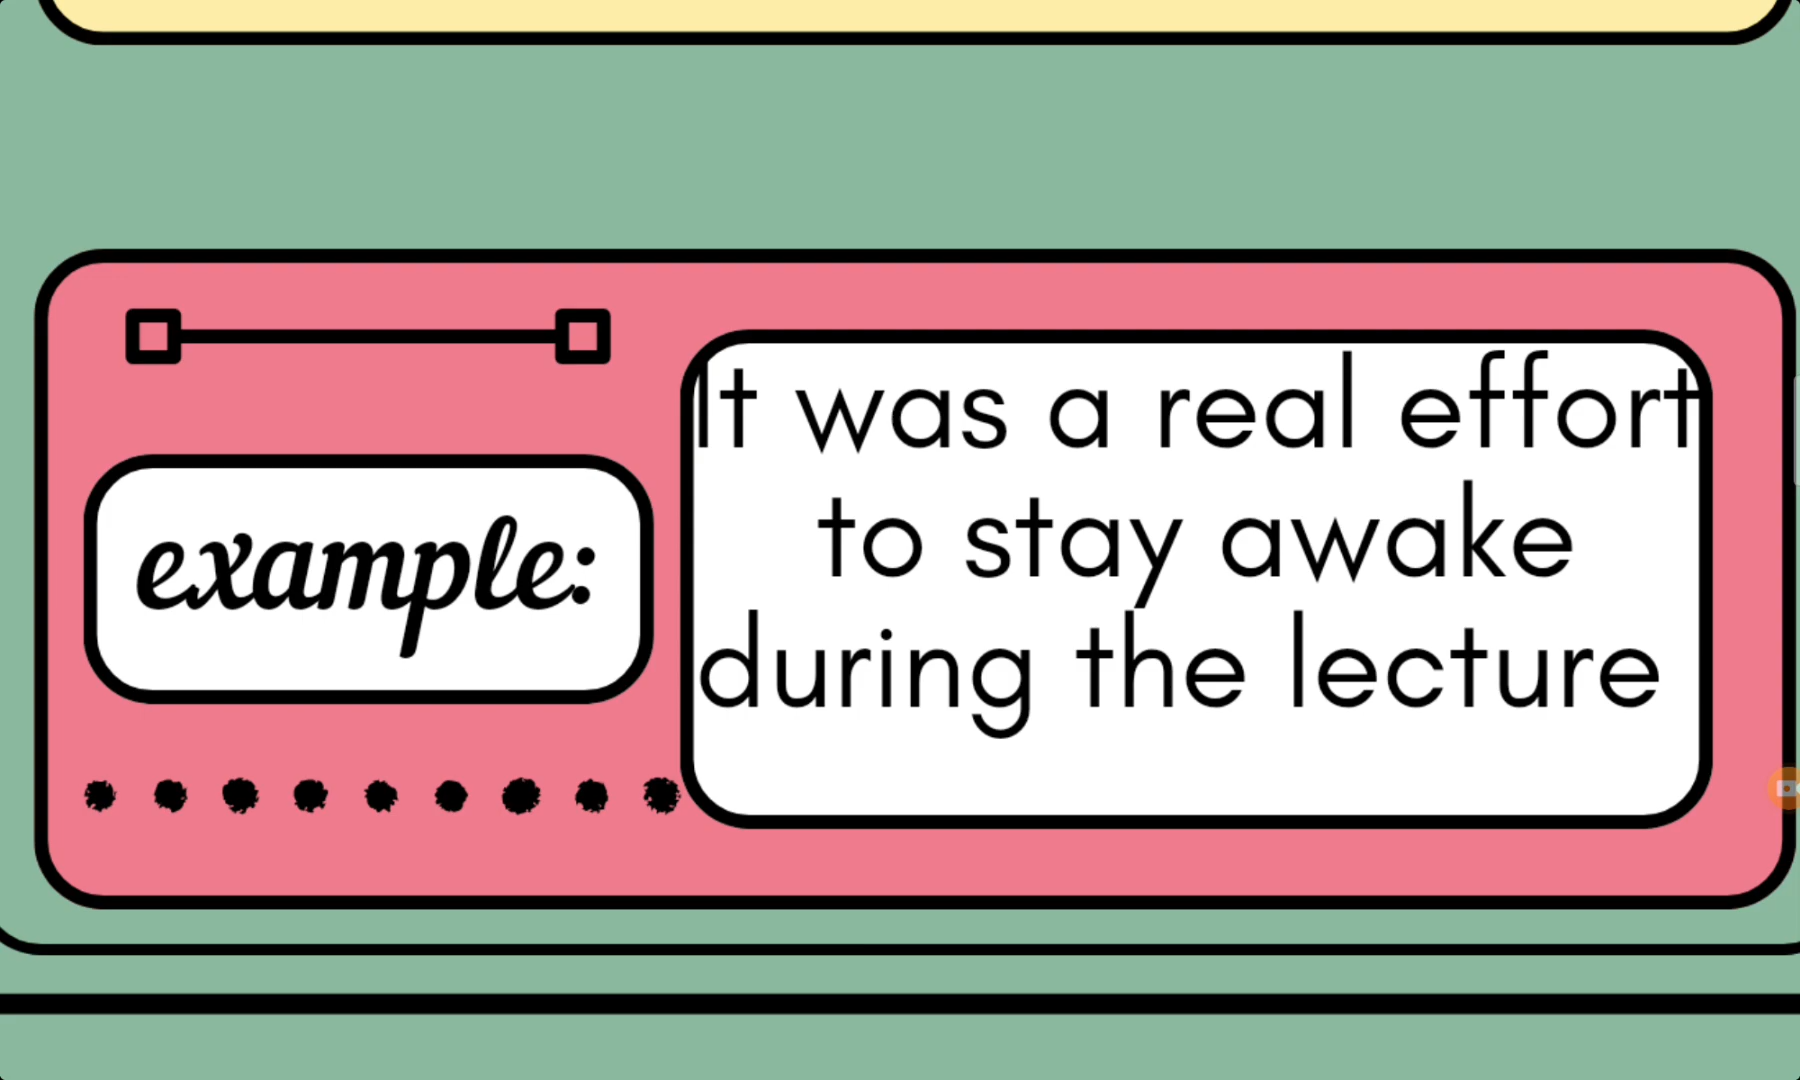 example:
It was a real effort
to stay awake
during the lecture